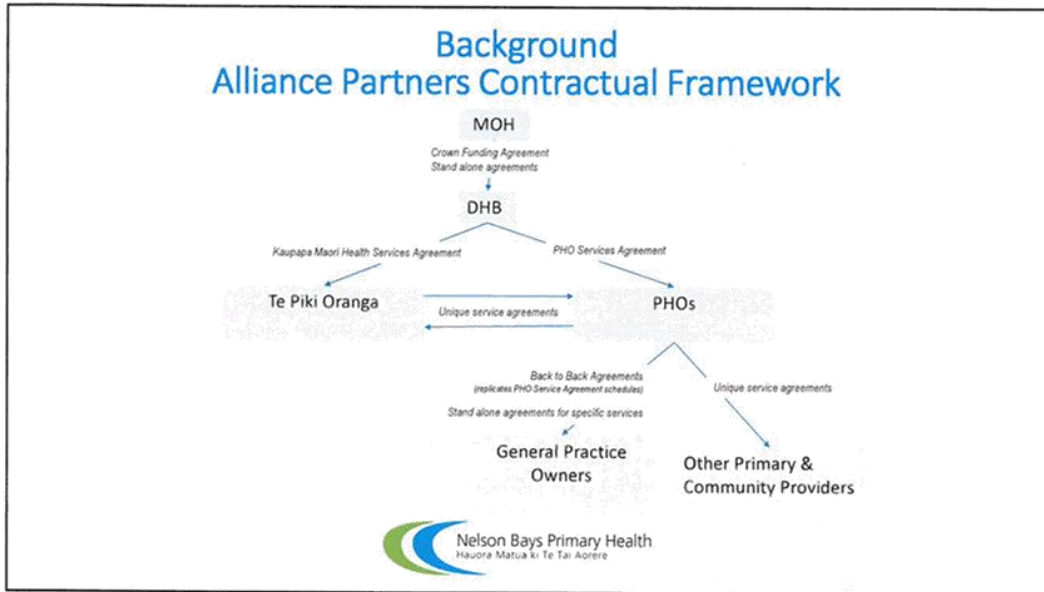 Background
Alliance Partners Contractual Framework
MOH
Crown Funding Agreement
Stand alone agreements
DHB
Kaupapa Maori Health Services Agreement
PHO Services Agreement
Te Piki Oranga
Unique service agreements
PHOs
Back to Back Agreements
(replicates PHO Service Agreement schedules)
Unique service agreements
Stand alone agreements for specific services
General Practice
Owners
Other Primary &
Community Providers
Nelson Bays Primary Health
Hauora Matua ki Te Tai Aorere